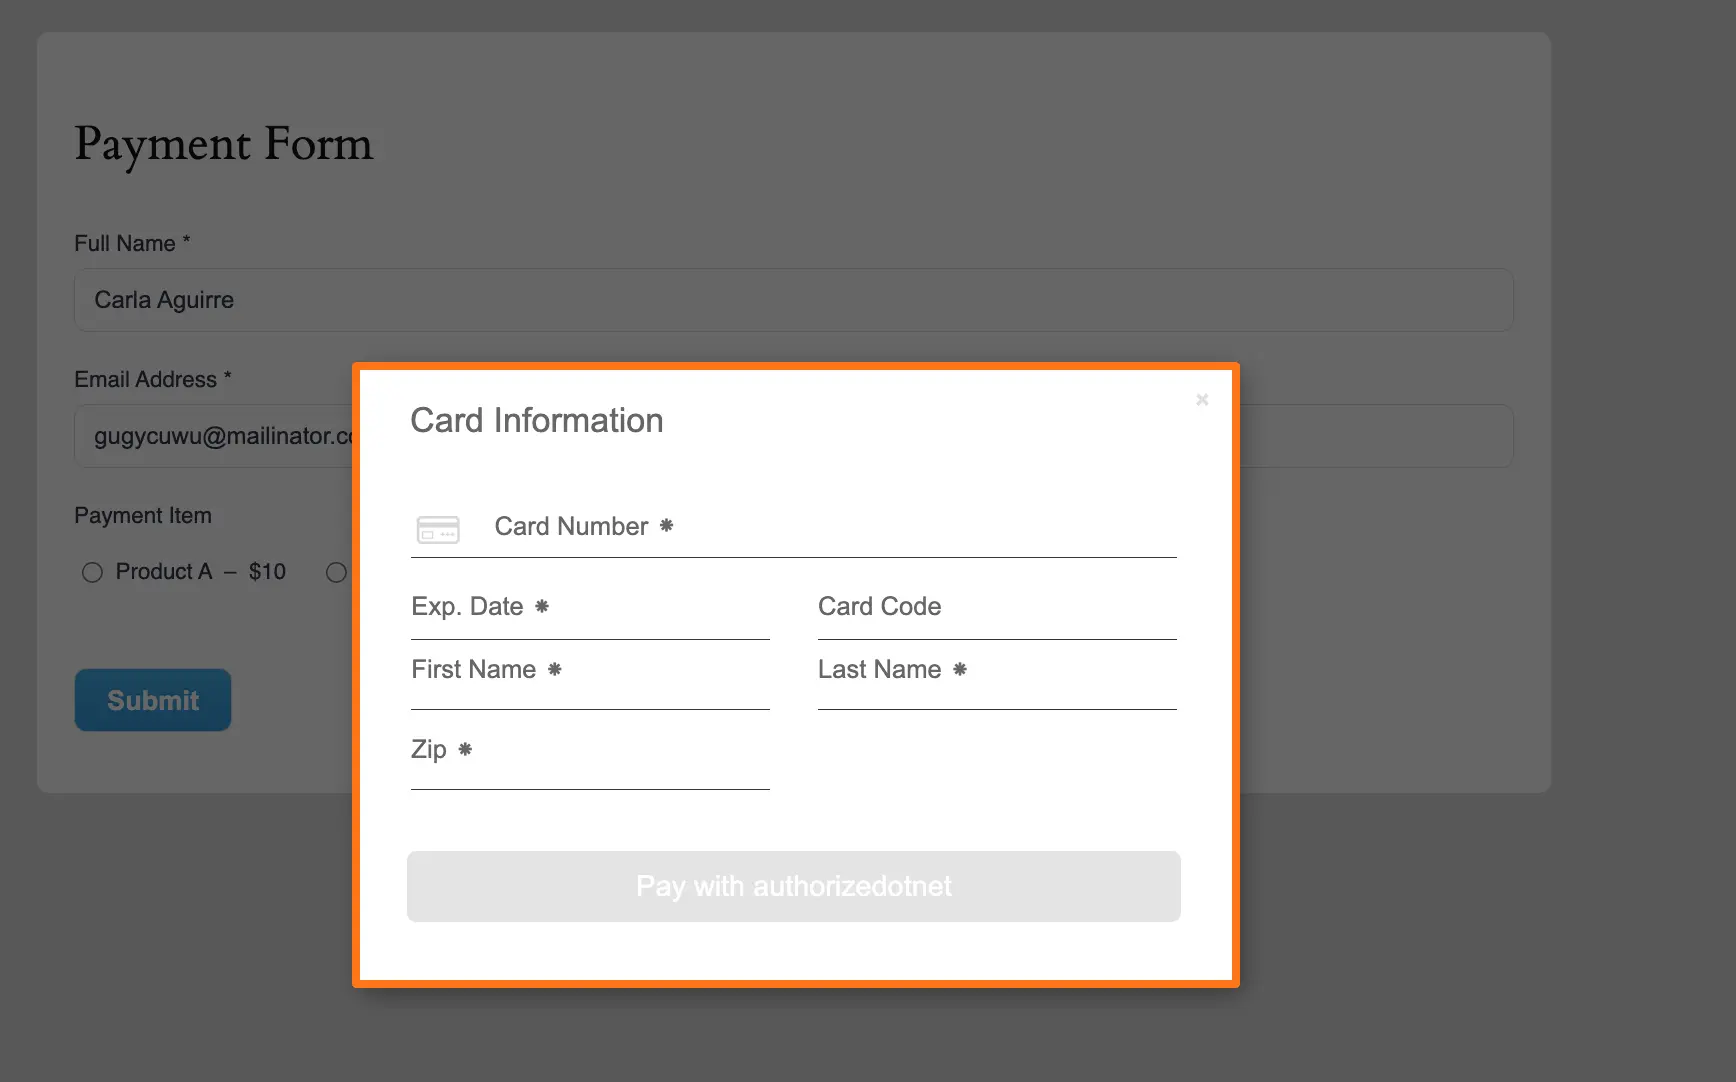 Payment Form
Full Name *
Carla Aguirre
Email Address *
gugycuwu@mailinator.co
Payment Item
Product A – $10
Submit
×
Card Information
Card Number *
Exp. Date *
Card Code
First Name *
Last Name *
Zip *
Pay with authorizedotnet